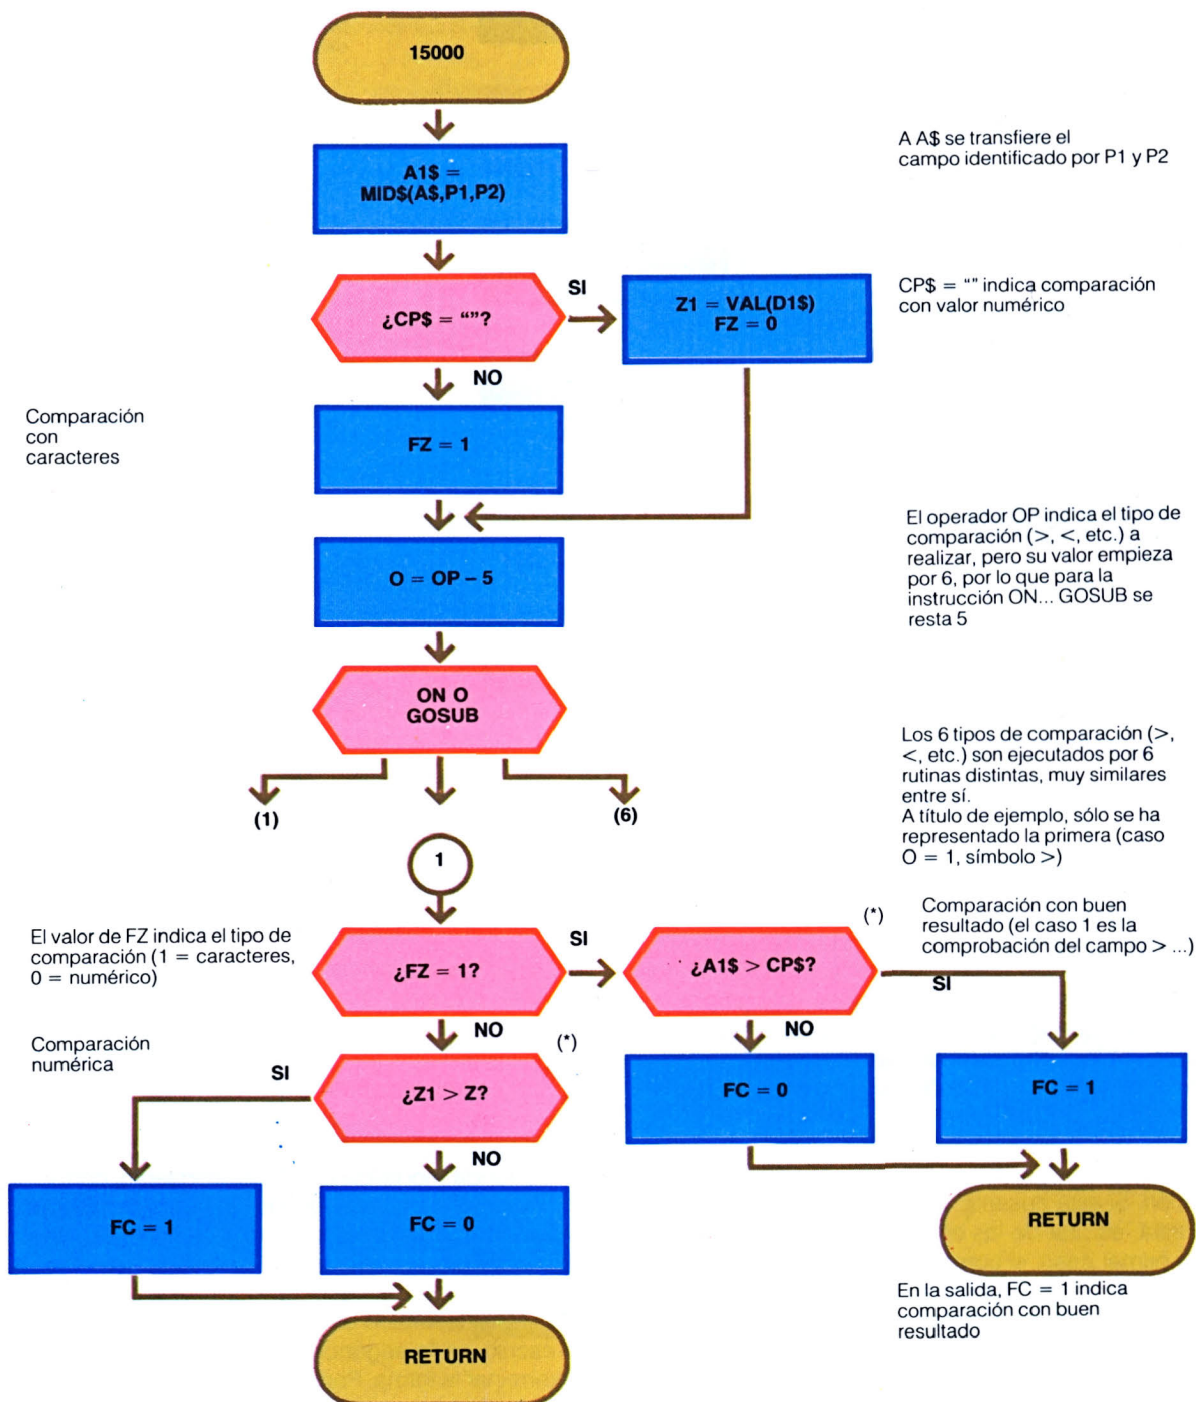 15000
A1$ =
MID$(A$,P1,P2)
A A$ se transfiere el
campo identificado por P1 y P2
¿CP$ = “”?
SI
Z1 = VAL(D1$)
FZ = 0
CP$ = “” indica comparación
con valor numérico
NO
Comparación
con
caracteres
FZ = 1
O = OP – 5
El operador OP indica el tipo de
comparación (>, <, etc.) a
realizar, pero su valor empieza
por 6, por lo que para la
instrucción ON... GOSUB se
resta 5
ON O
GOSUB
(1)
(6)
Los 6 tipos de comparación (>,
<, etc.) son ejecutados por 6
rutinas distintas, muy similares
entre sí.
A título de ejemplo, sólo se ha
representado la primera (caso
O = 1, símbolo >)
1
El valor de FZ indica el tipo de
comparación (1 = caracteres,
0 = numérico)
¿FZ = 1?
SI
(*)
¿A1$ > CP$?
SI
Comparación con buen
resultado (el caso 1 es la
comprobación del campo > ...)
NO
NO
Comparación
numérica
SI
(*)
¿Z1 > Z?
FC = 0
FC = 1
NO
FC = 1
FC = 0
RETURN
En la salida, FC = 1 indica
comparación con buen
resultado
RETURN